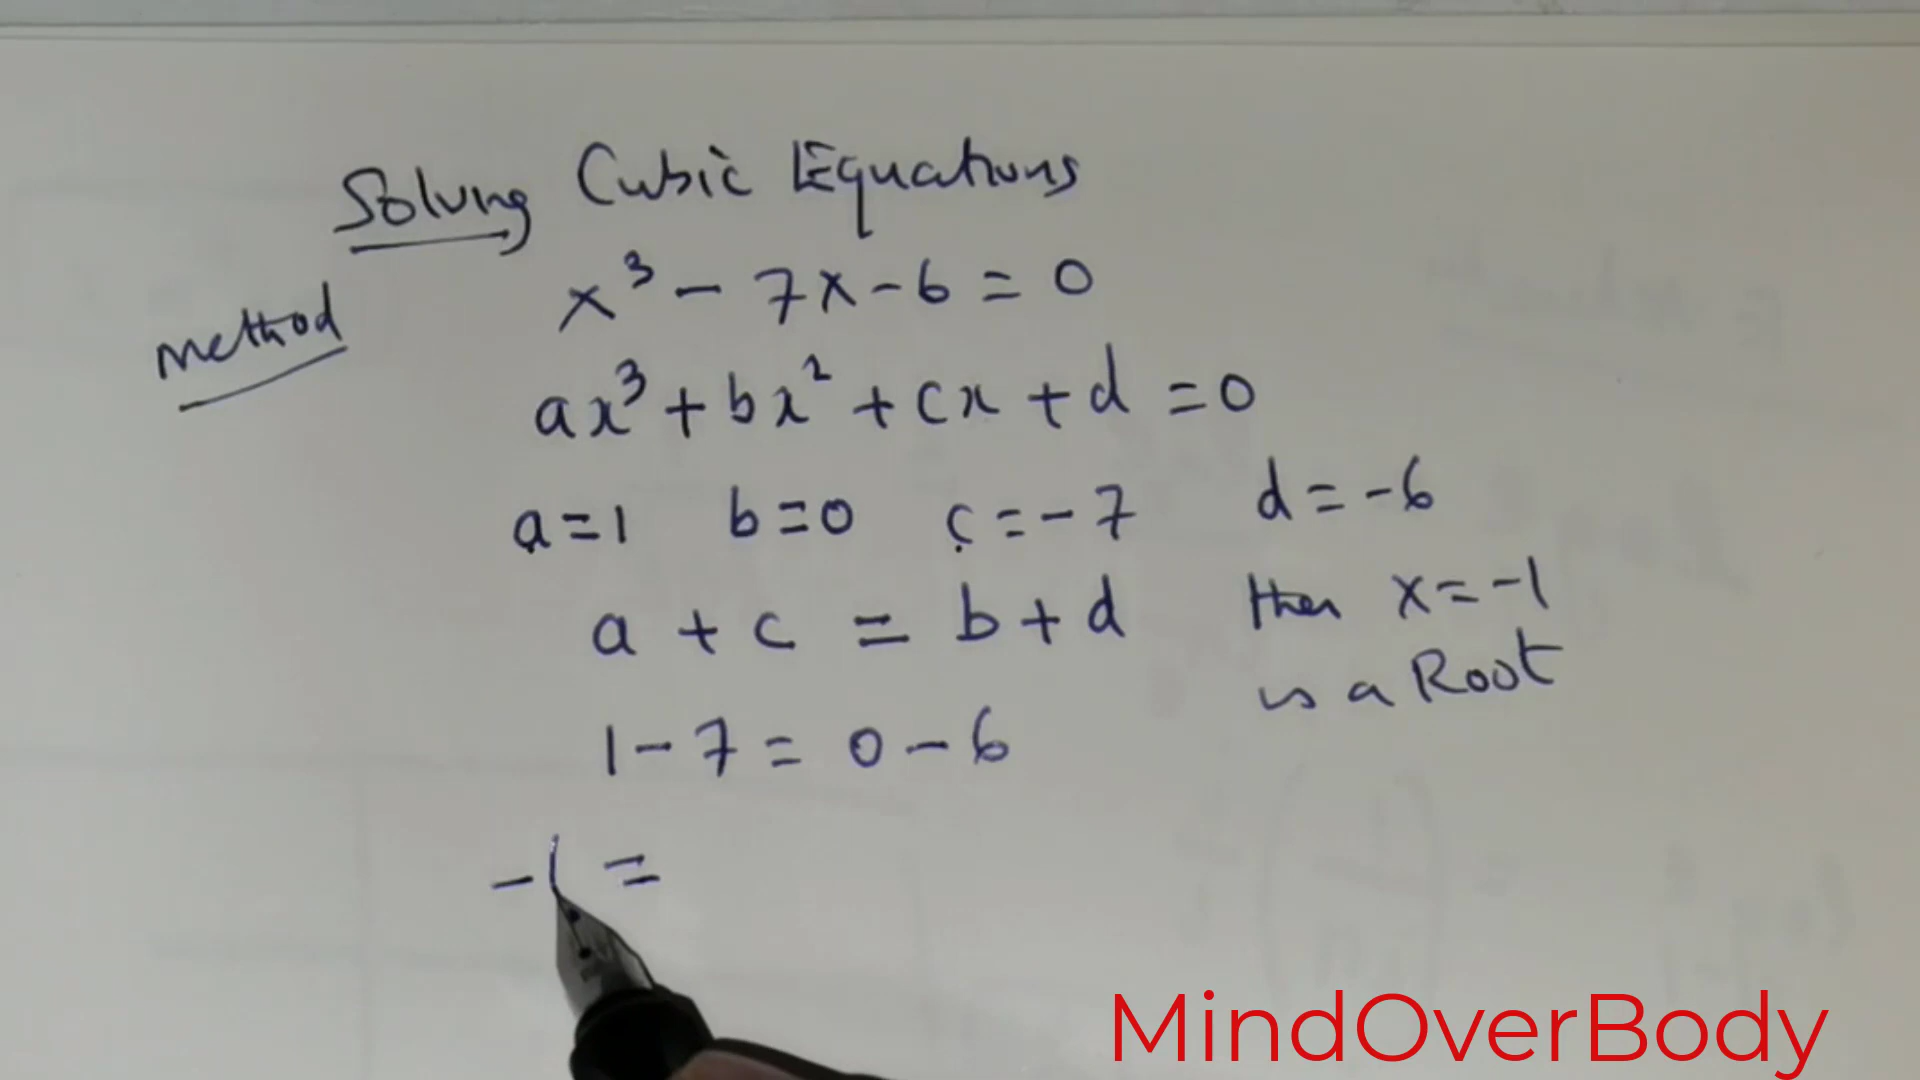 Solving Cubic Equations
x³ - 7x - 6 = 0
method
ax³ + bx² + cx + d = 0
a = 1 b = 0 c = -7 d = -6
a + c = b + d then x = -1
is a Root
1 - 7 = 0 - 6
-6 =
MindOverBody